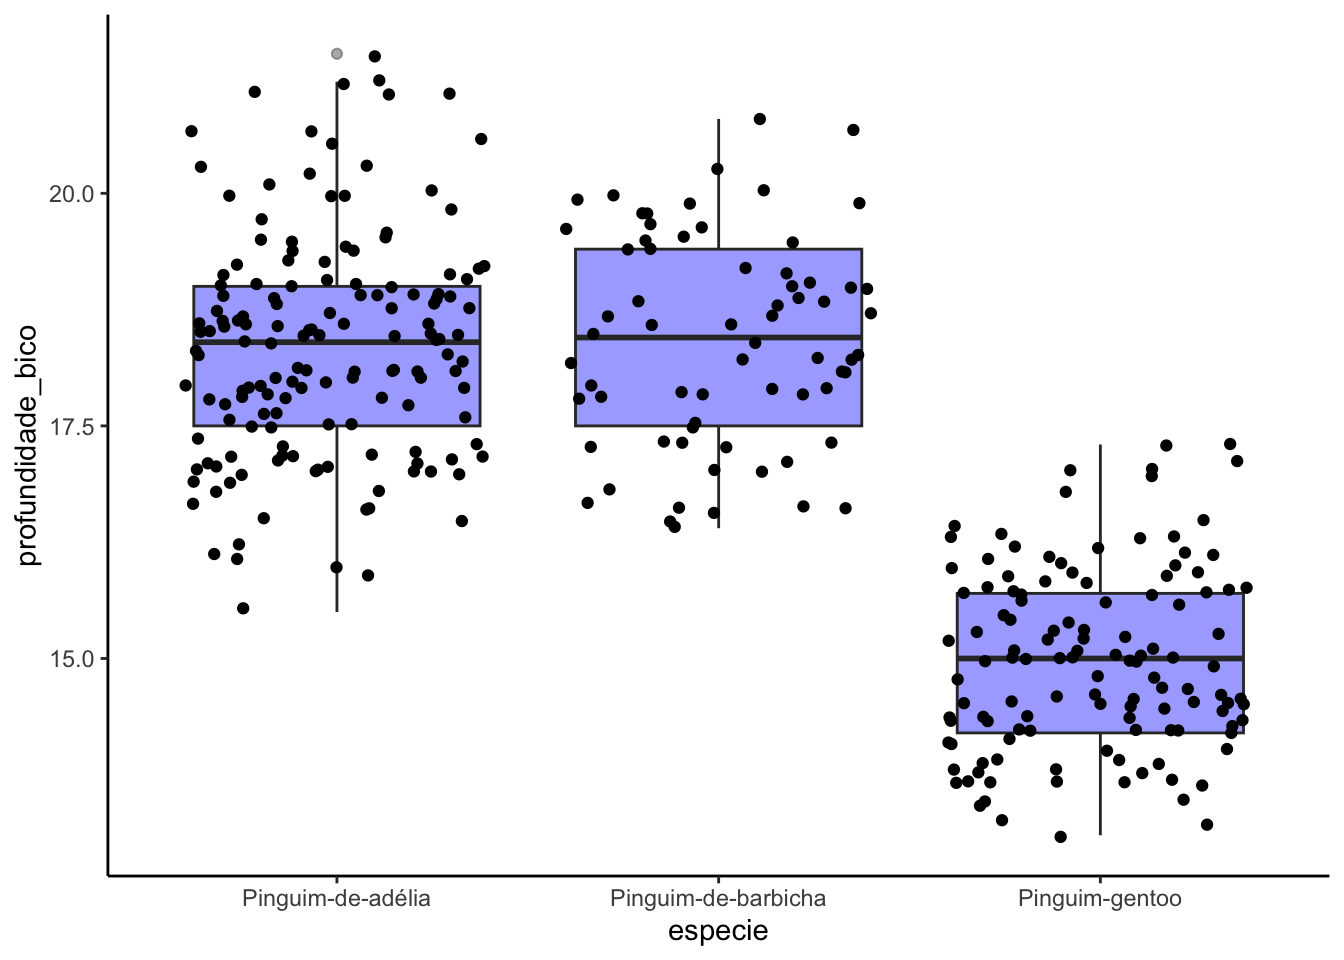 profundidade_bico
20.0
17.5
15.0
Pinguim-de-adélia
Pinguim-de-barbicha
Pinguim-gentoo
especie